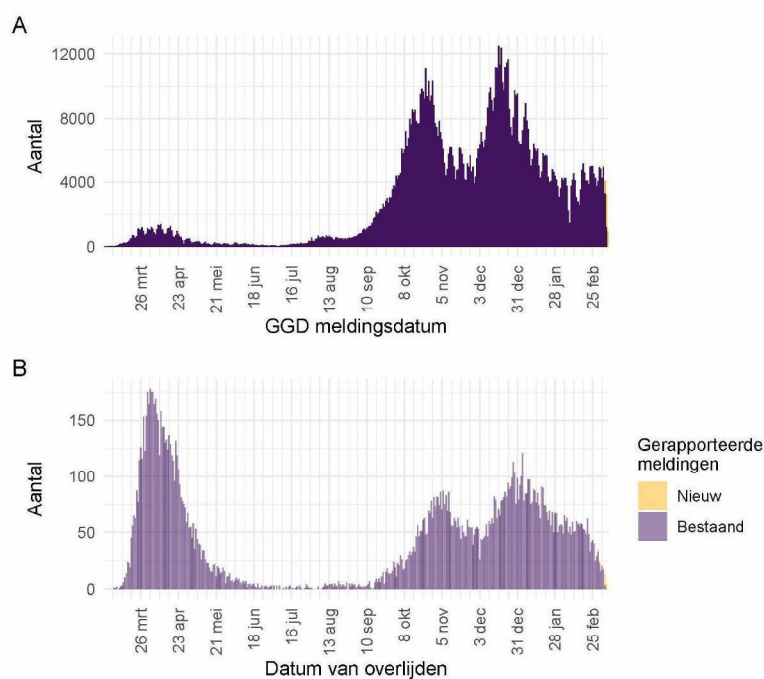 A
12000
8000
4000
0
Aantal
26 mrt
23 apr
21 mei
18 jun
16 jul
13 aug
10 sep
8 okt
5 nov
3 dec
31 dec
28 jan
25 feb
GGD meldingsdatum
B
150
100
50
0
Aantal
26 mrt
23 apr
21 mei
18 jun
16 jul
13 aug
10 sep
8 okt
5 nov
3 dec
31 dec
28 jan
25 feb
Datum van overlijden
Gerapporteerde
meldingen
Nieuw
Bestaand